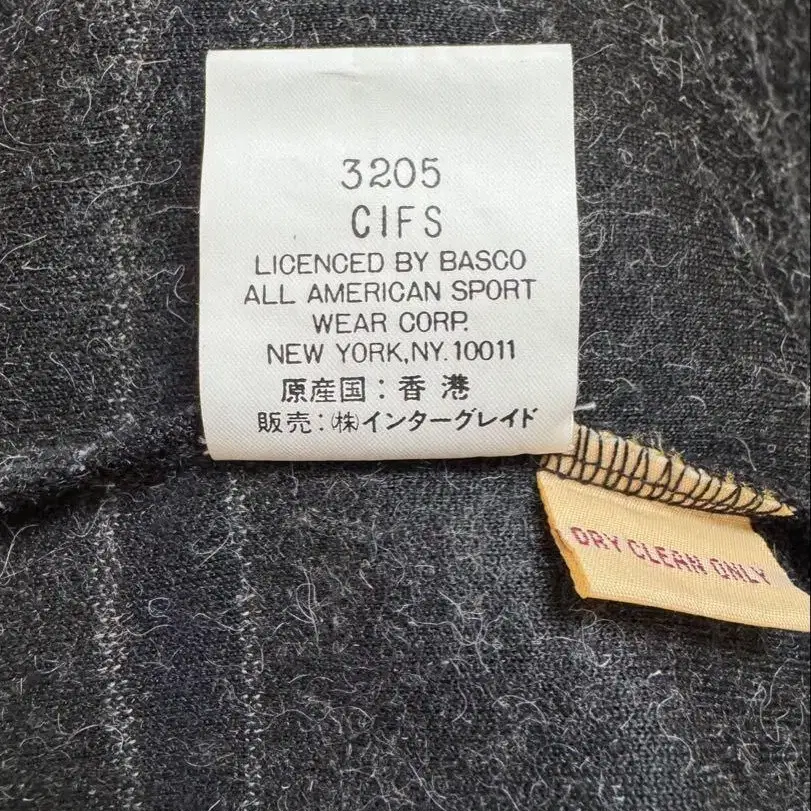 3205
CIFS
LICENCED BY BASCO
ALL AMERICAN SPORT
WEAR CORP.
NEW YORK,NY.10011
原産国:香港
販売:㈱インターグレイド
DRY CLEAN ONLY